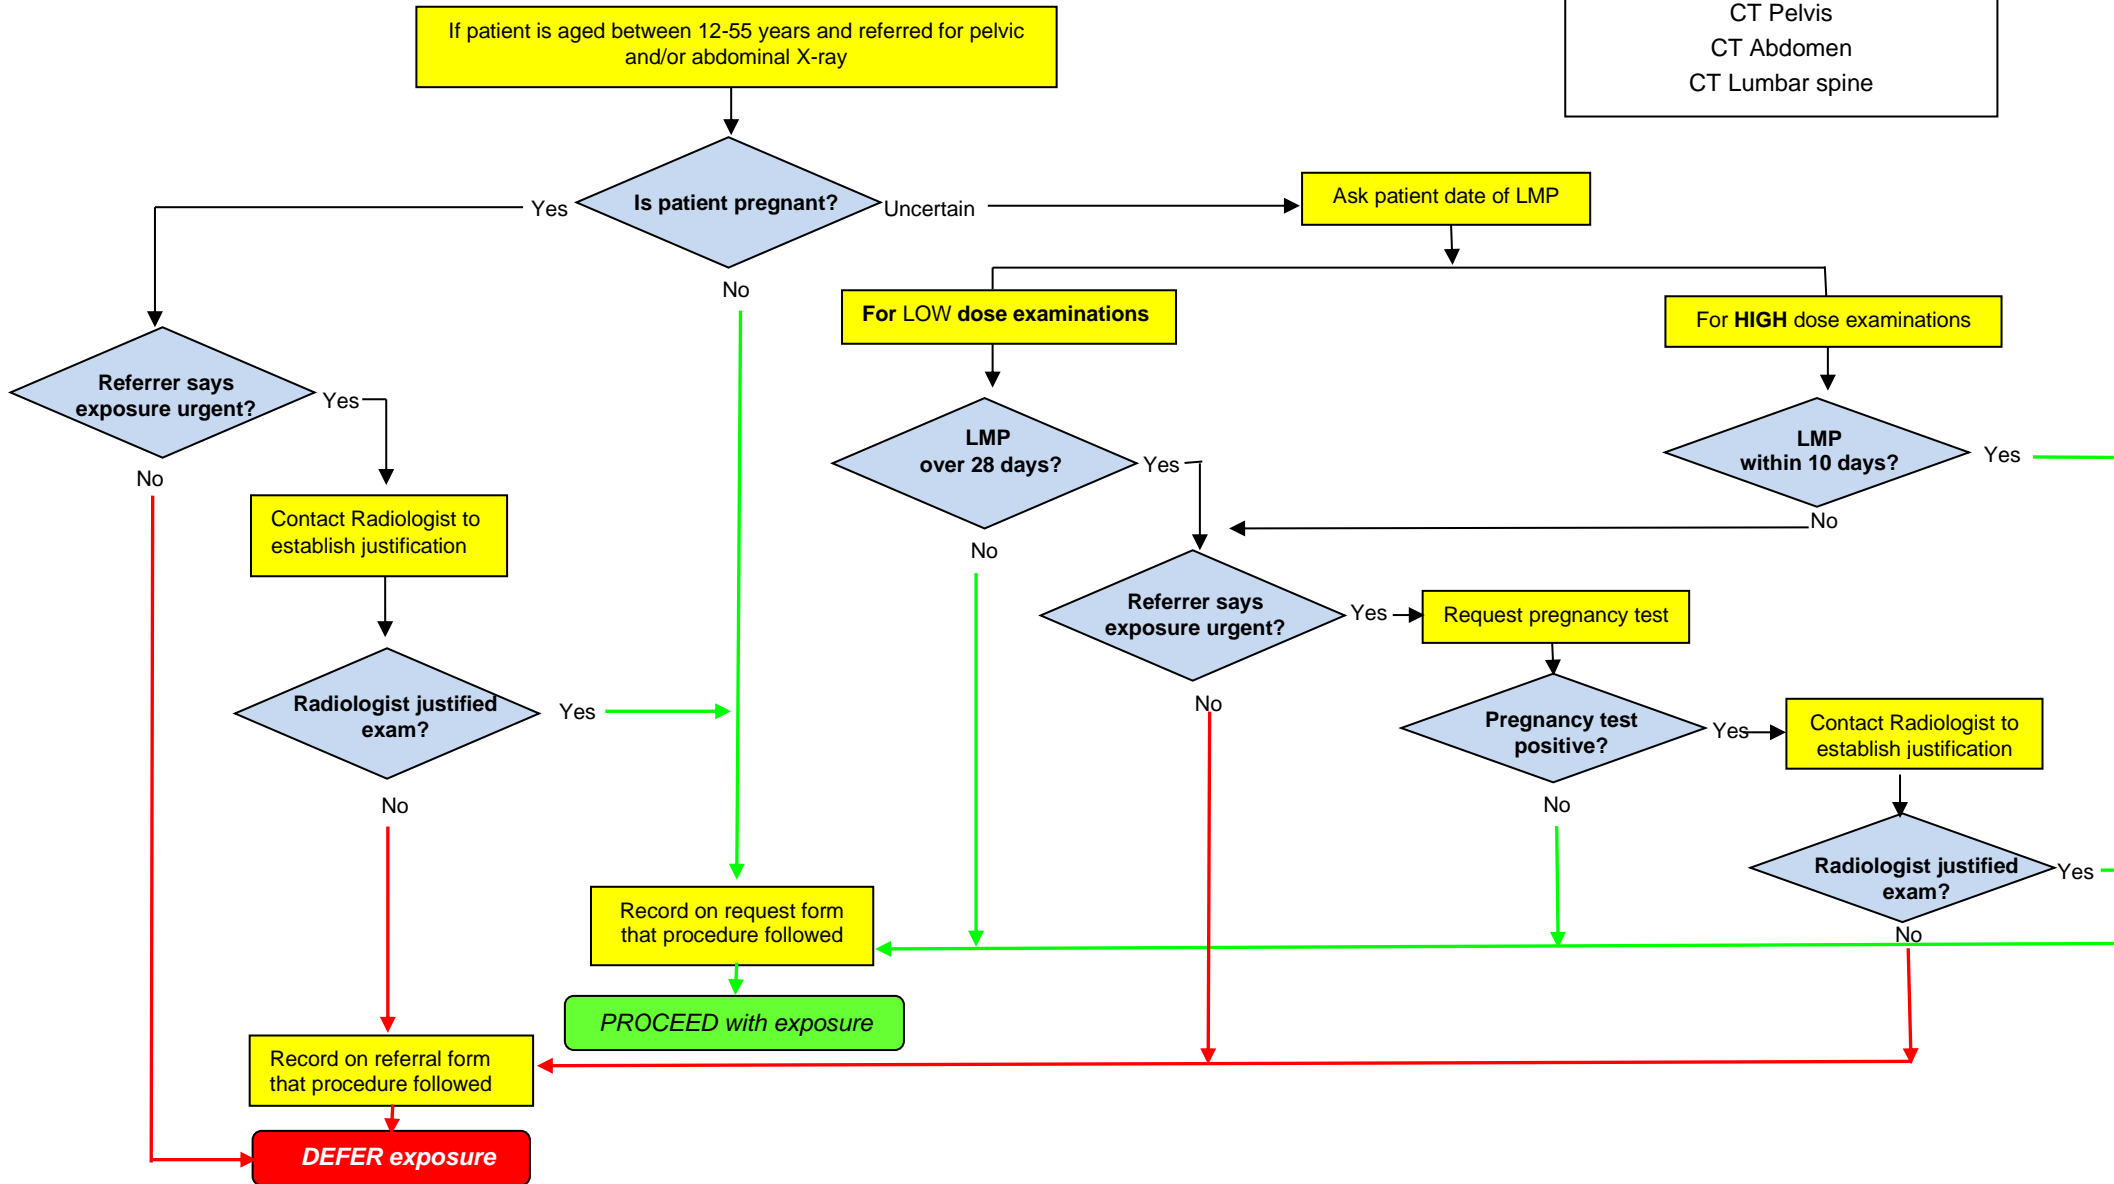 CT Pelvis
CT Abdomen
CT Lumbar spine
If patient is aged between 12-55 years and referred for pelvic
and/or abdominal X-ray
Is patient pregnant?
Yes
Uncertain
No
Ask patient date of LMP
For LOW dose examinations
For HIGH dose examinations
Referrer says
exposure urgent?
Yes
No
LMP
over 28 days?
Yes
No
LMP
within 10 days?
Yes
No
Contact Radiologist to
establish justification
Referrer says
exposure urgent?
Yes
No
Request pregnancy test
Radiologist justified
exam?
Yes
No
Pregnancy test
positive?
Yes
No
Contact Radiologist to
establish justification
Radiologist justified
exam?
Yes
No
Record on request form
that procedure followed
PROCEED with exposure
Record on referral form
that procedure followed
DEFER exposure